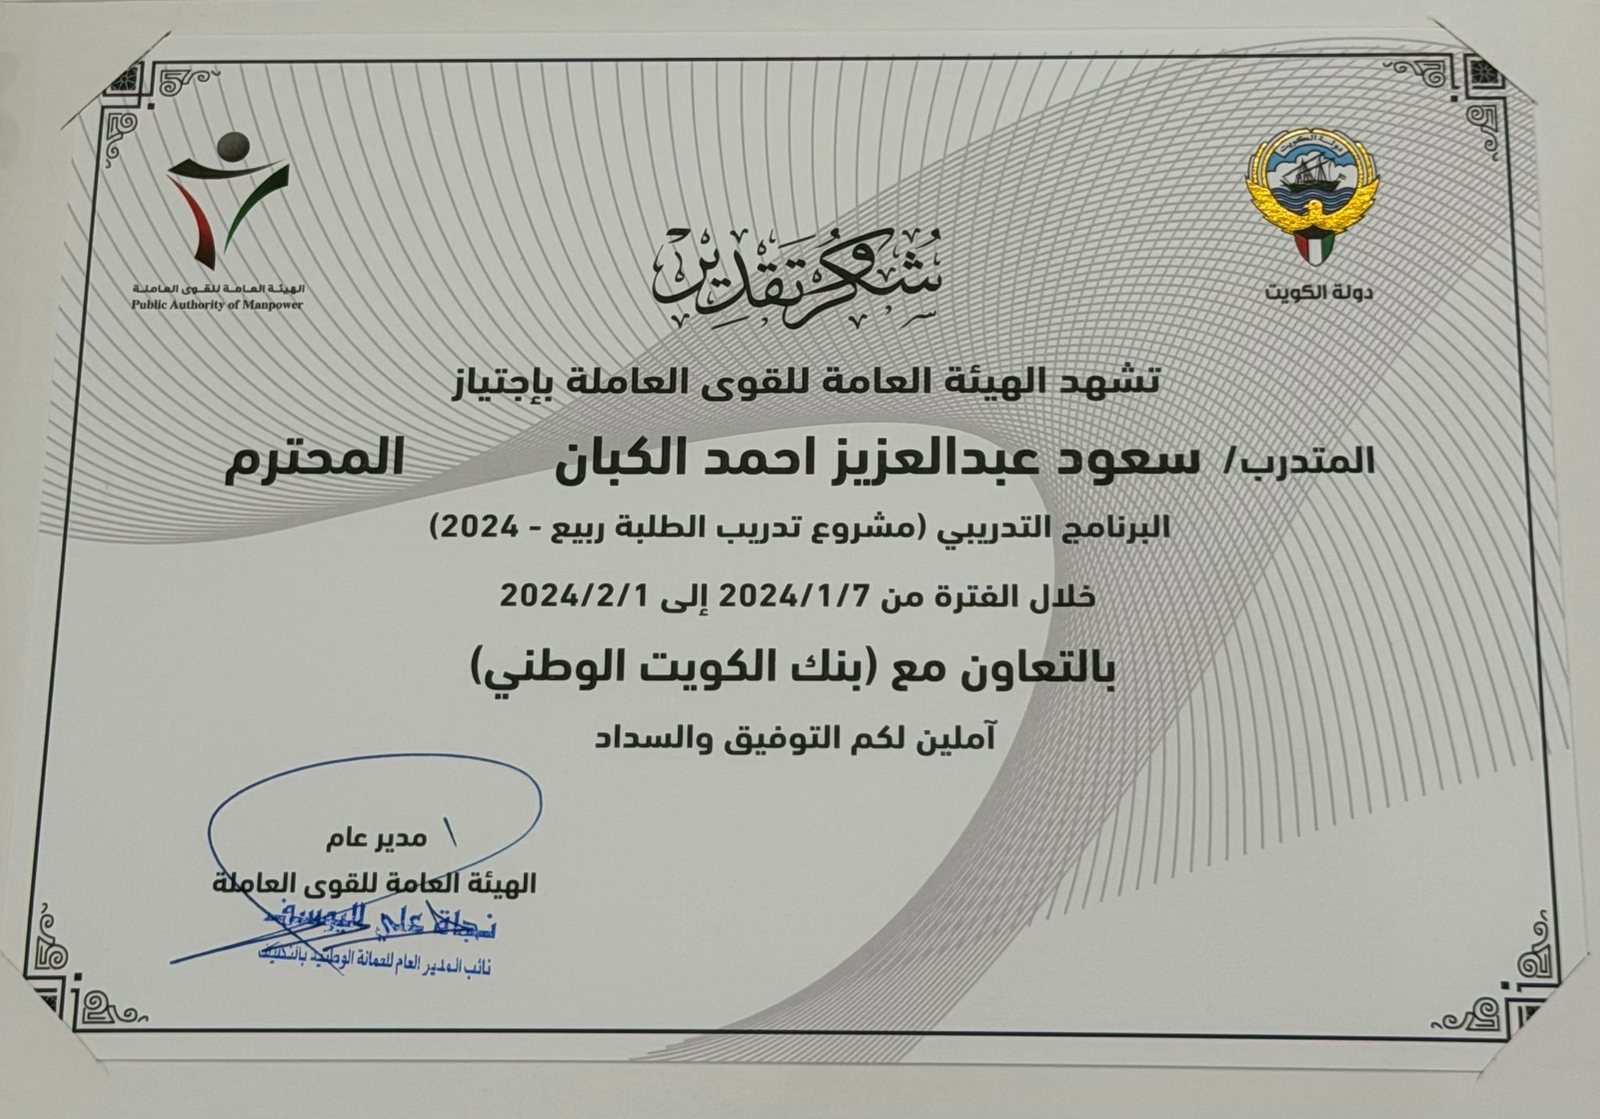 دولة الكويت
الهيئة العامة للقوى العاملة
Public Authority of Manpower
شكر وتقدير
تشهد الهيئة العامة للقوى العاملة بإجتياز
المتدرب/ سعود عبدالعزيز احمد الكبان المحترم
البرنامج التدريبي (مشروع تدريب الطلبة ربيع - 2024)
خلال الفترة من 2024/1/7 إلى 2024/2/1
بالتعاون مع (بنك الكويت الوطني)
آملين لكم التوفيق والسداد
مدير عام
الهيئة العامة للقوى العاملة
نجاة علي اليوسف
نائب المدير العام للعمالة الوطنية بالتكليف